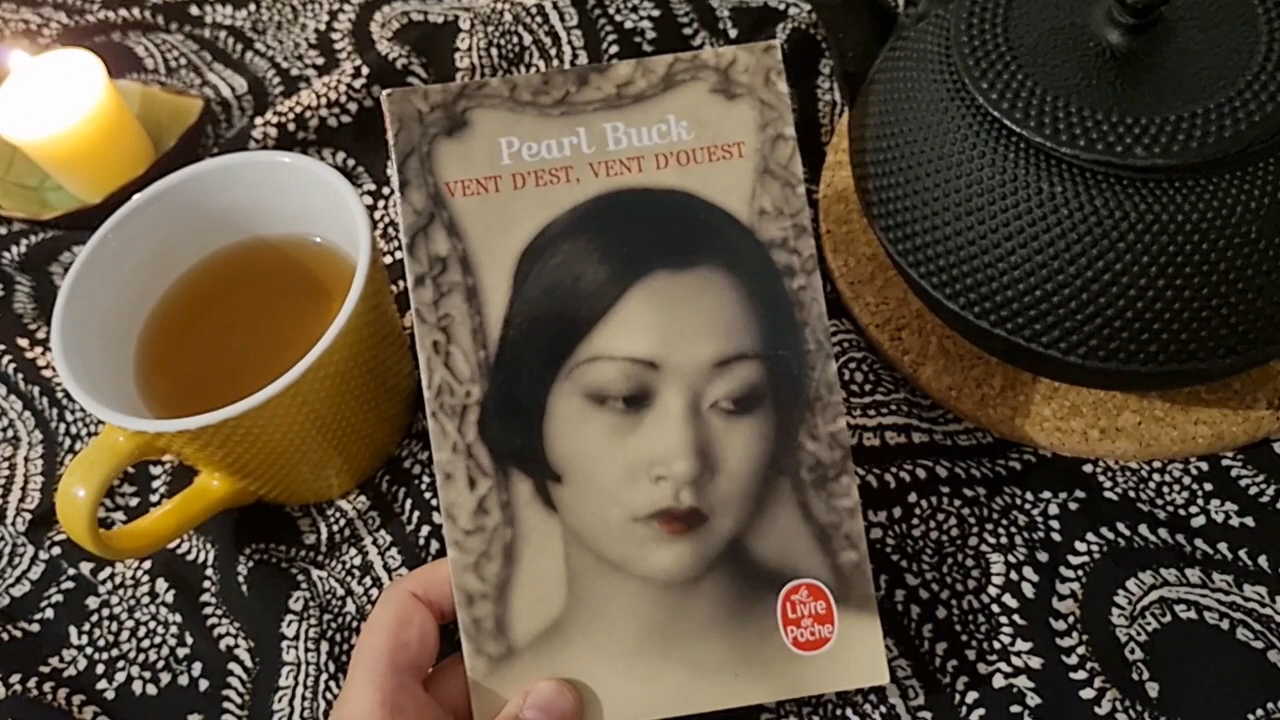 Pearl Buck
VENT D'EST, VENT D'OUEST
Le
Livre
de
Poche